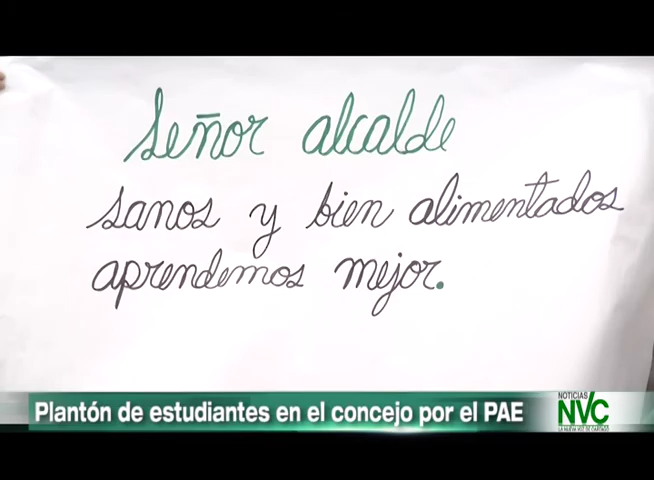 Señor alcalde
sanos y bien alimentados
aprendemos mejor.
Plantón de estudiantes en el concejo por el PAE
NOTICIAS
NVC